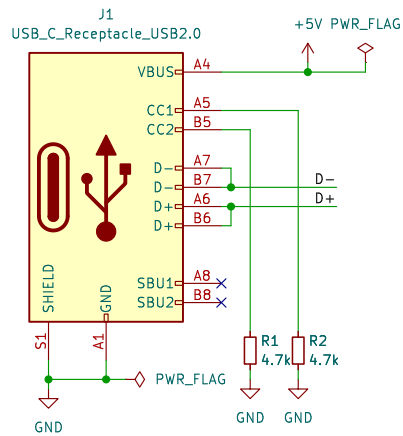 J1
USB_C_Receptacle_USB2.0
+5V PWR_FLAG
VBUS A4
CC1 A5
CC2 B5
D- A7
D- B7 D-
D+ A6 D+
D+ B6
SBU1 A8
SBU2 B8
SHIELD GND
S1 A1
R1 R2
4.7k 4.7k
PWR_FLAG
GND
GND GND